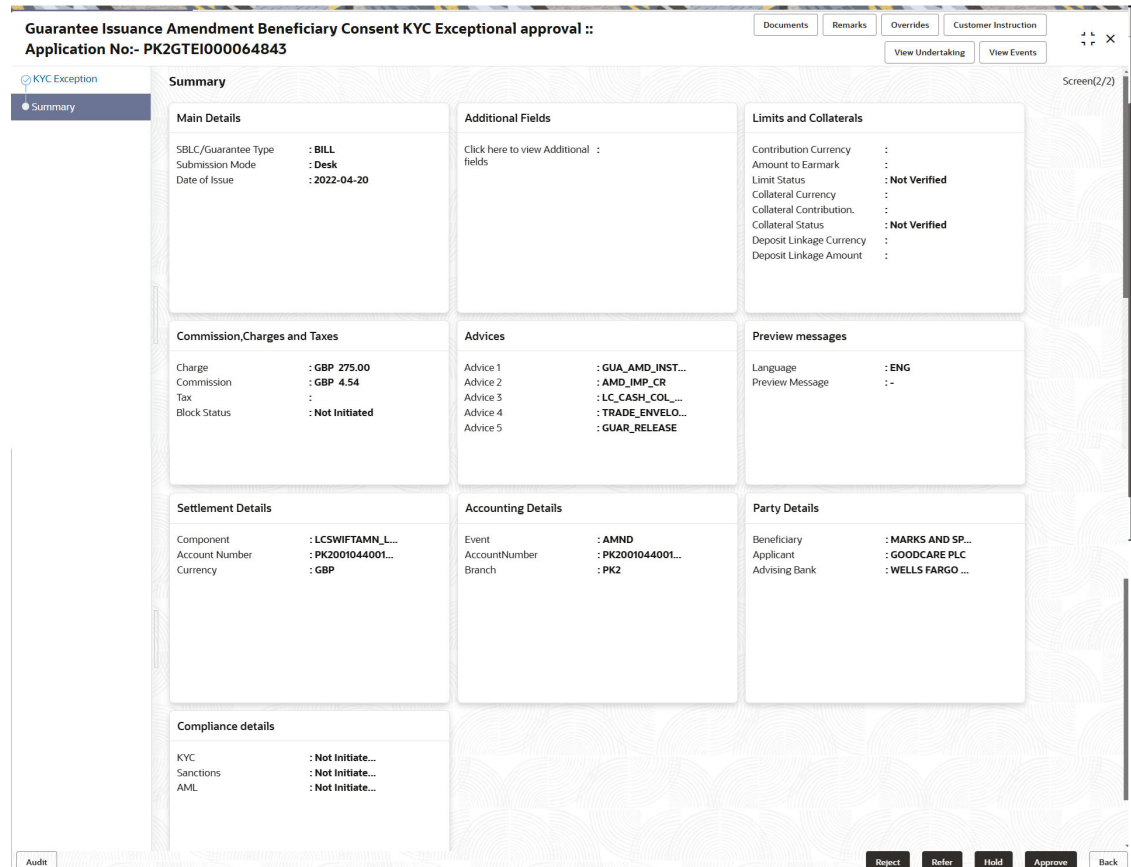 Guarantee Issuance Amendment Beneficiary Consent KYC Exceptional approval ::
Application No:- PK2GTEI000064843
Documents Remarks Overrides Customer Instruction
View Undertaking View Events
KYC Exception
Summary
Summary
Screen(2/2)
Main Details
SBLC/Guarantee Type : BILL
Submission Mode : Desk
Date of Issue : 2022-04-20
Additional Fields
Click here to view Additional :
fields
Limits and Collaterals
Contribution Currency :
Amount to Earmark :
Limit Status : Not Verified
Collateral Currency :
Collateral Contribution. :
Collateral Status : Not Verified
Deposit Linkage Currency :
Deposit Linkage Amount :
Commission,Charges and Taxes
Charge : GBP 275.00
Commission : GBP 4.54
Tax :
Block Status : Not Initiated
Advices
Advice 1 : GUA_AMD_INST...
Advice 2 : AMD_IMP_CR
Advice 3 : LC_CASH_COL_...
Advice 4 : TRADE_ENVELO...
Advice 5 : GUAR_RELEASE
Preview messages
Language : ENG
Preview Message : -
Settlement Details
Component : LCSWIFTAMN_L...
Account Number : PK2001044001...
Currency : GBP
Accounting Details
Event : AMND
AccountNumber : PK2001044001...
Branch : PK2
Party Details
Beneficiary : MARKS AND SP...
Applicant : GOODCARE PLC
Advising Bank : WELLS FARGO ...
Compliance details
KYC : Not Initiate...
Sanctions : Not Initiate...
AML : Not Initiate...
Audit
Reject Refer Hold Approve Back